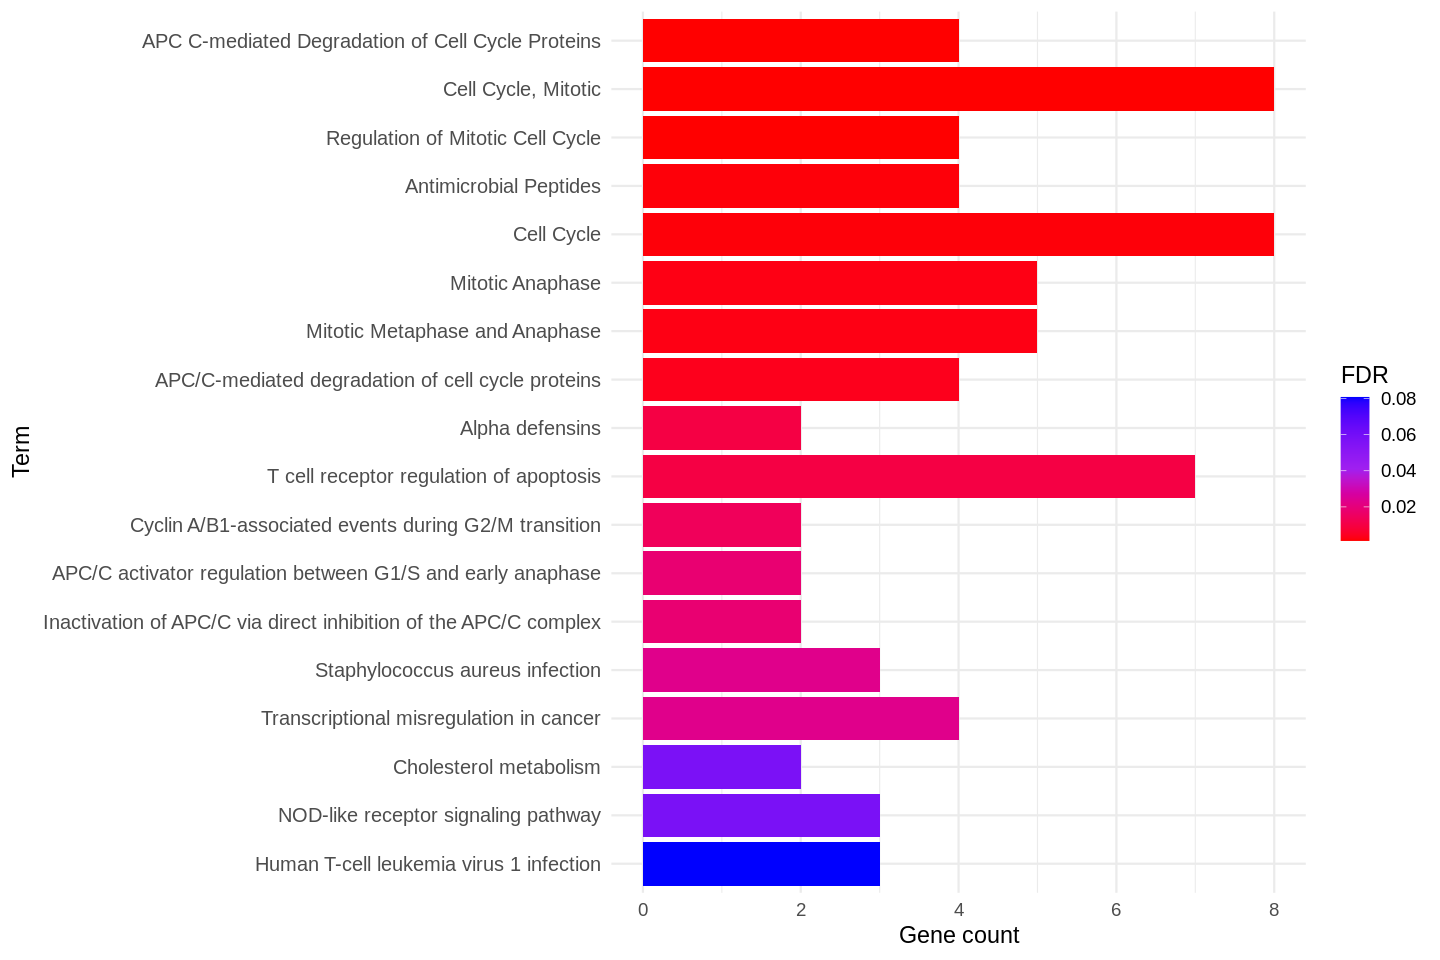 APC C-mediated Degradation of Cell Cycle Proteins
Cell Cycle, Mitotic
Regulation of Mitotic Cell Cycle
Antimicrobial Peptides
Cell Cycle
Mitotic Anaphase
Mitotic Metaphase and Anaphase
APC/C-mediated degradation of cell cycle proteins
Alpha defensins
T cell receptor regulation of apoptosis
Cyclin A/B1-associated events during G2/M transition
APC/C activator regulation between G1/S and early anaphase
Inactivation of APC/C via direct inhibition of the APC/C complex
Staphylococcus aureus infection
Transcriptional misregulation in cancer
Cholesterol metabolism
NOD-like receptor signaling pathway
Human T-cell leukemia virus 1 infection
Term
0 2 4 6 8
Gene count
FDR
0.08
0.06
0.04
0.02